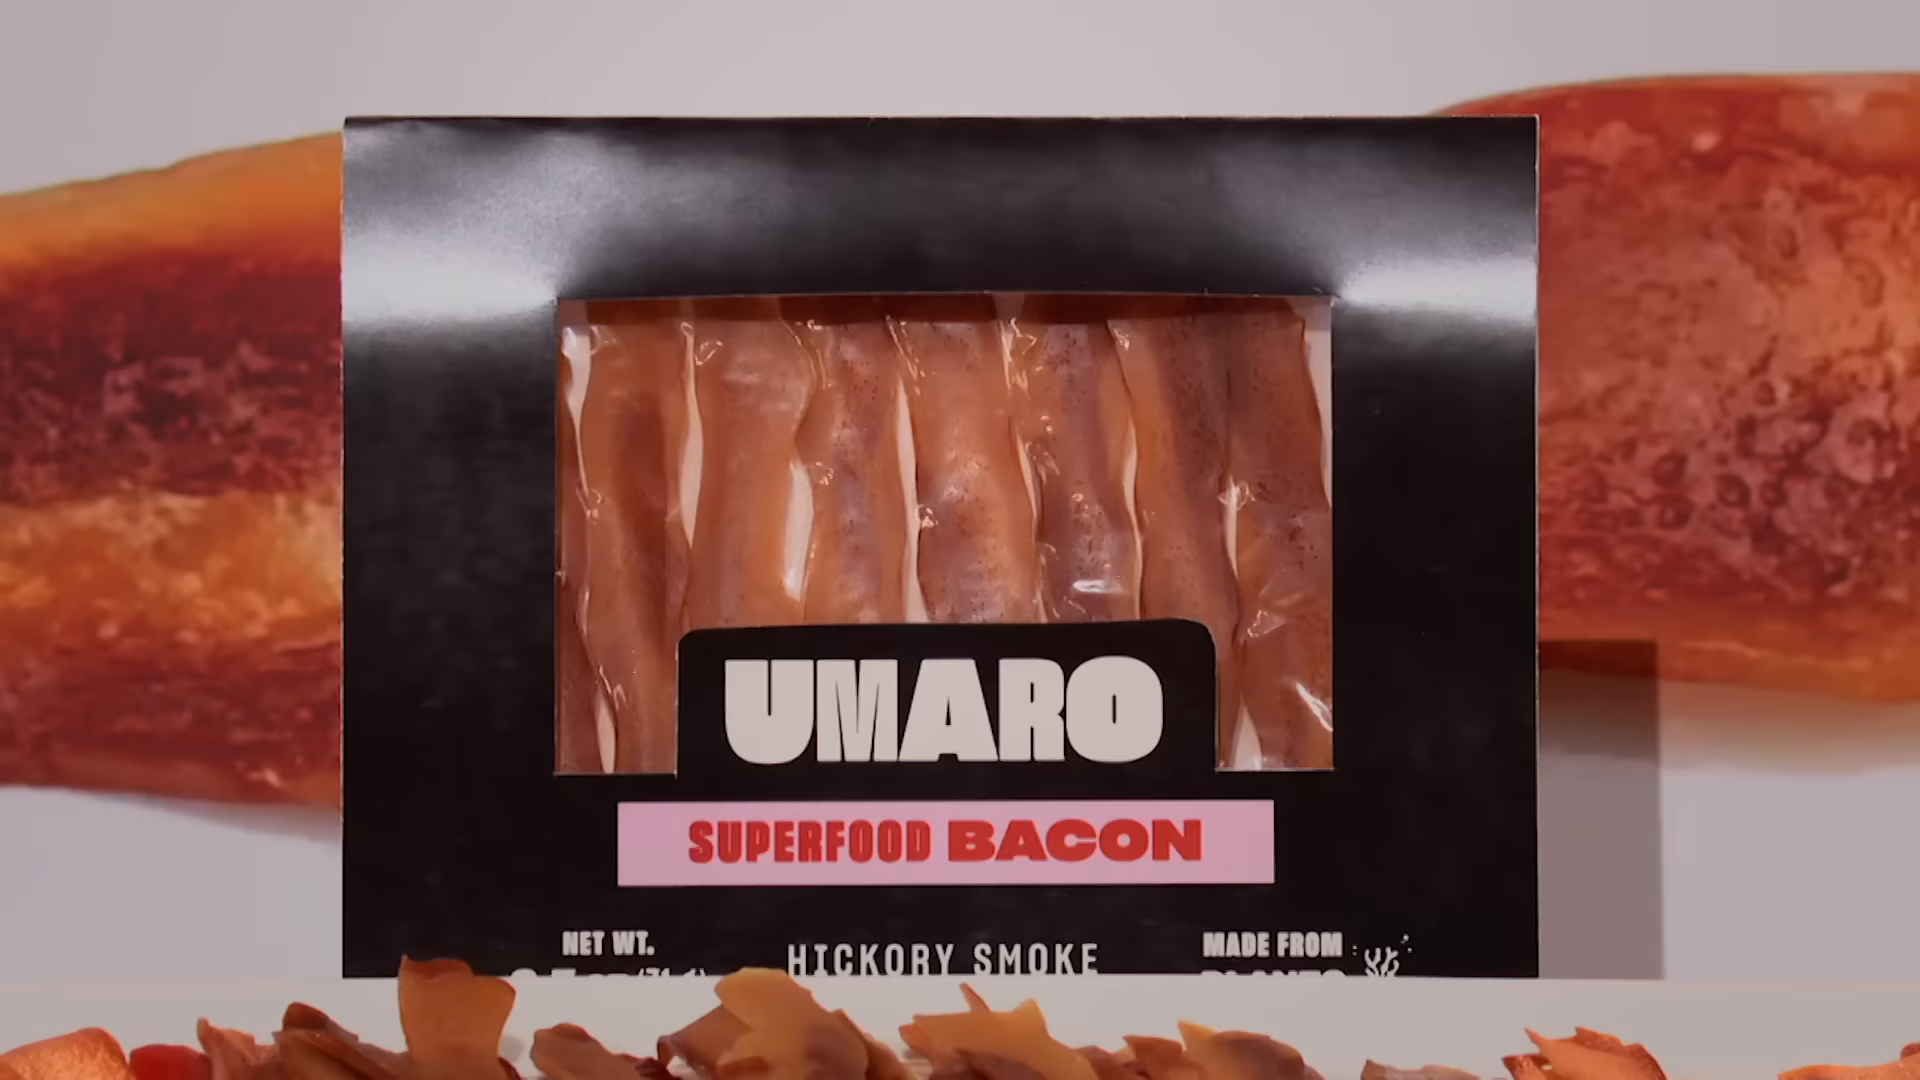 UMARO
SUPERFOOD BACON
NET WT.
HICKORY SMOKE
MADE FROM